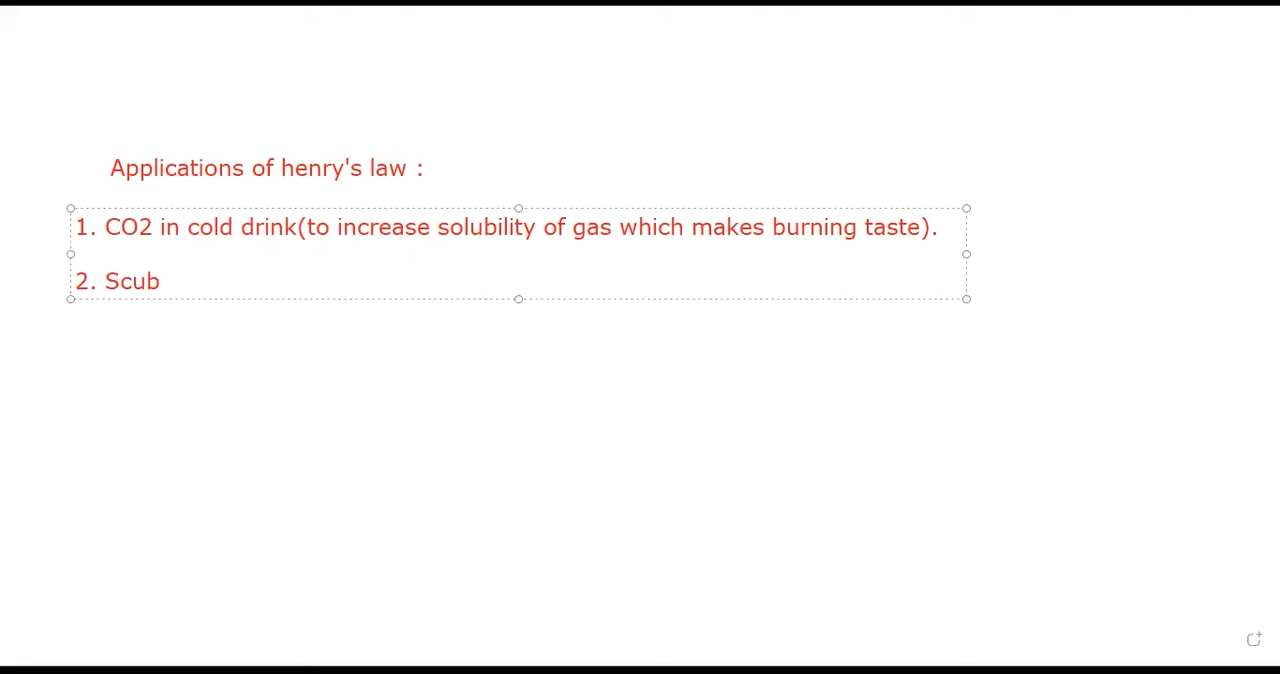 Applications of henry's law :
1. CO2 in cold drink(to increase solubility of gas which makes burning taste).
2. Scub